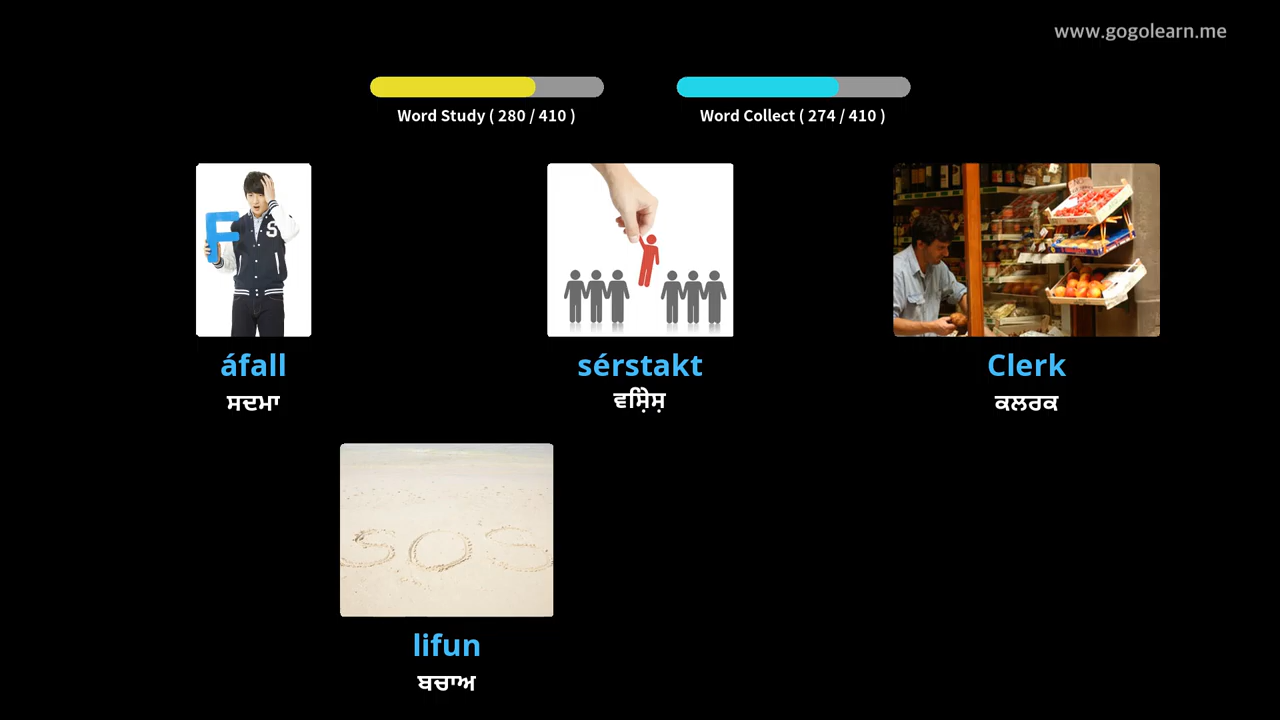 www.gogolearn.me
Word Study ( 280 / 410 )
Word Collect ( 274 / 410 )
F
S
áfall
ਸਦਮਾ
sérstakt
ਵਸ਼ਿੇਸ਼
Clerk
ਕਲਰਕ
SOS
lifun
ਬਚਾਅ